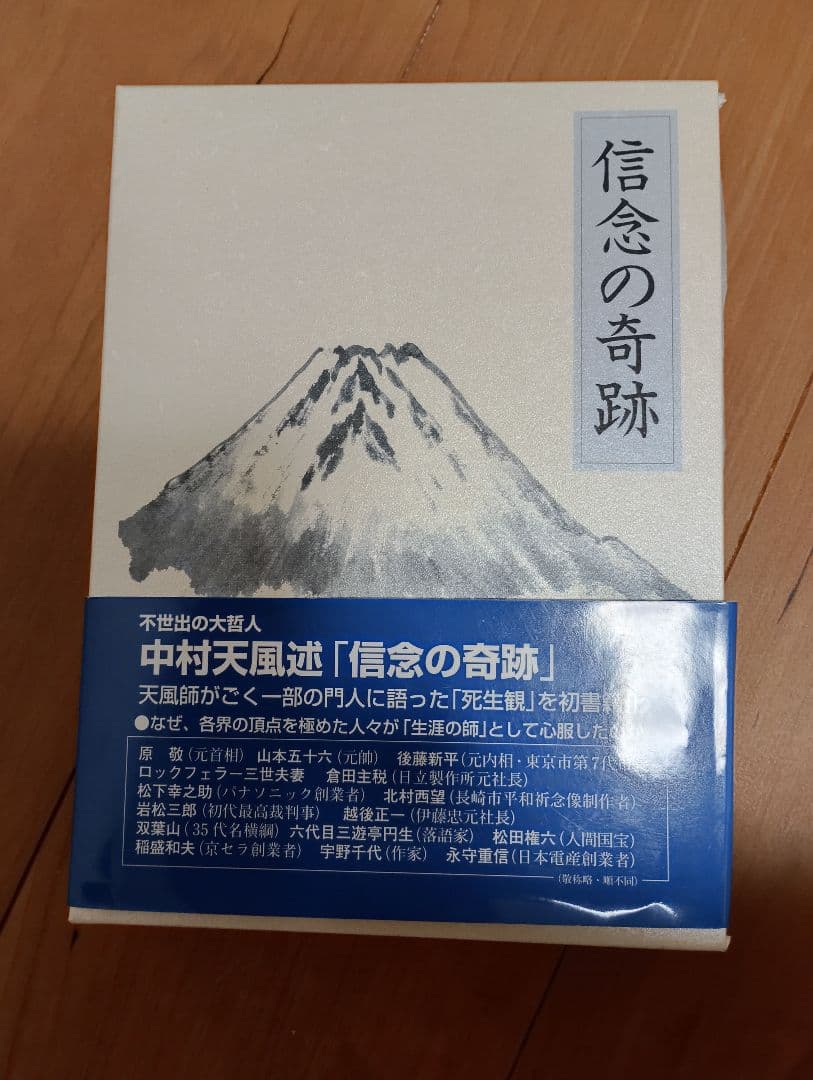 信念の奇跡
不世出の大哲人
中村天風述「信念の奇跡」
天風師がごく一部の門人に語った「死生観」を初書籍化
●なぜ、各界の頂点を極めた人々が「生涯の師」として心服した
原　敬(元首相)　山本五十六(元帥)　後藤新平(元内相・東京市第7代
ロックフェラー三世夫妻　倉田主税(日立製作所元社長)
松下幸之助(パナソニック創業者)　北村西望(長崎市平和祈念像制作者)
岩松三郎(初代最高裁判事)　越後正一(伊藤忠元社長)
双葉山(35代名横綱)　六代目三遊亭円生(落語家)　松田権六(人間国宝)
稲盛和夫(京セラ創業者)　宇野千代(作家)　永守重信(日本電産創業者)
(敬称略・順不同)